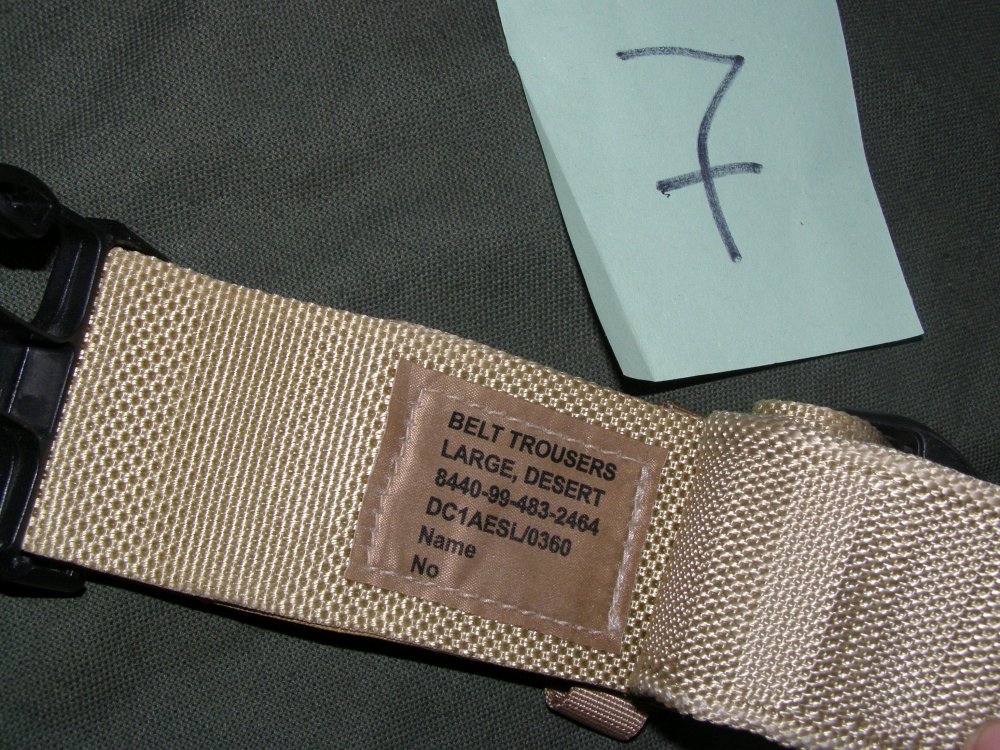 7
BELT TROUSERS
LARGE, DESERT
8440-99-483-2464
DC1AESL/0360
Name
No